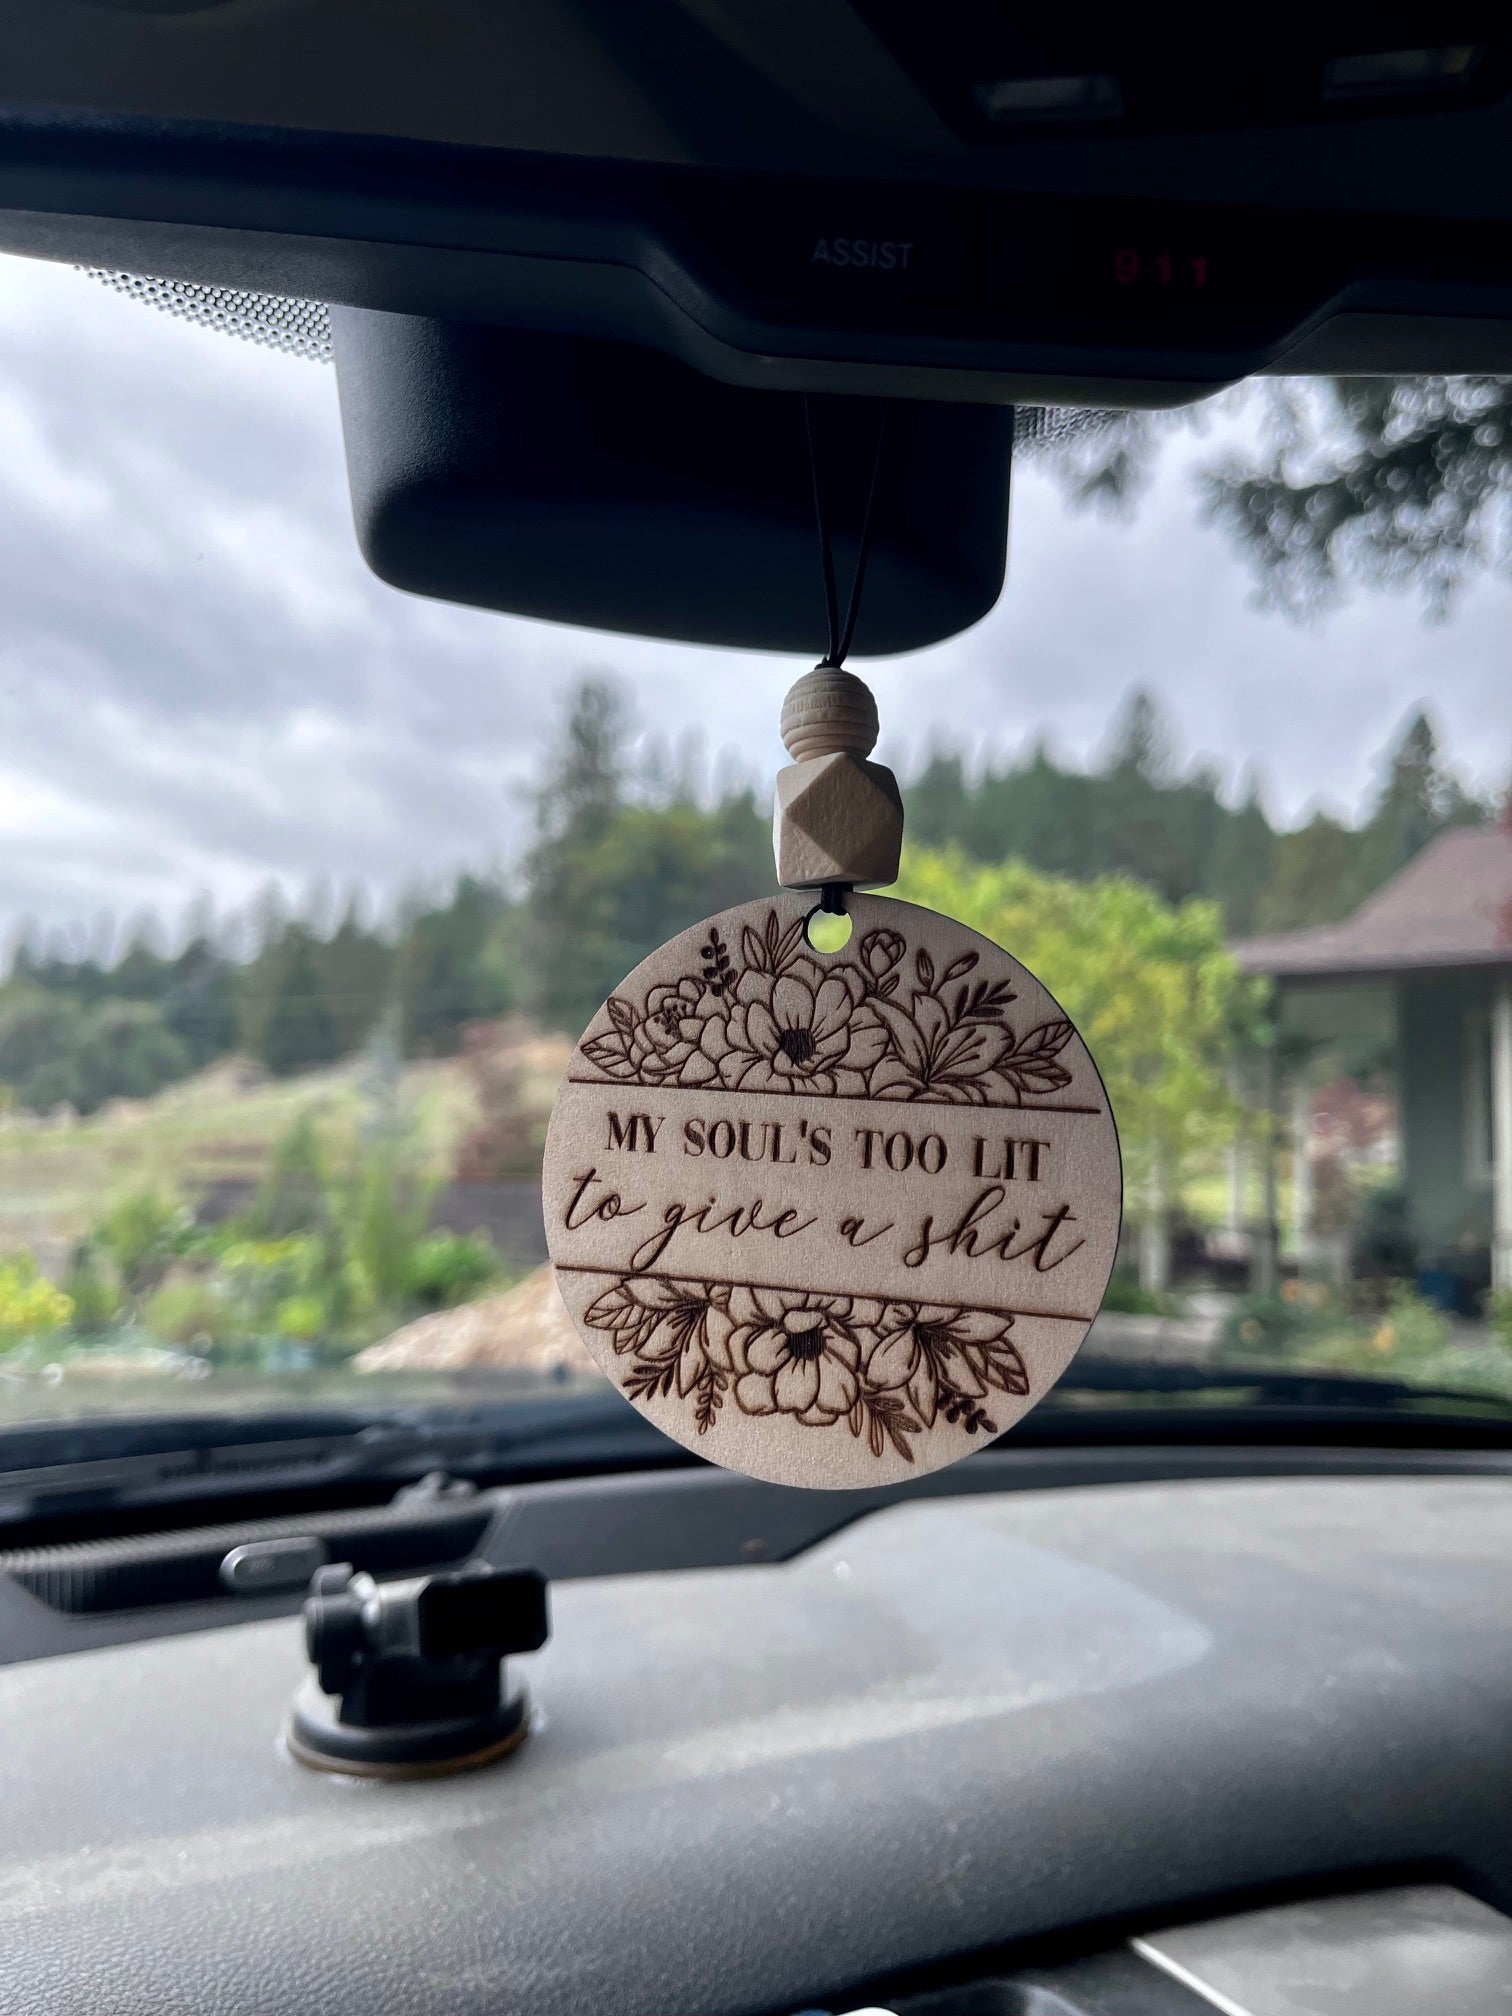 ASSIST 911
MY SOUL'S TOO LIT
to give a shit